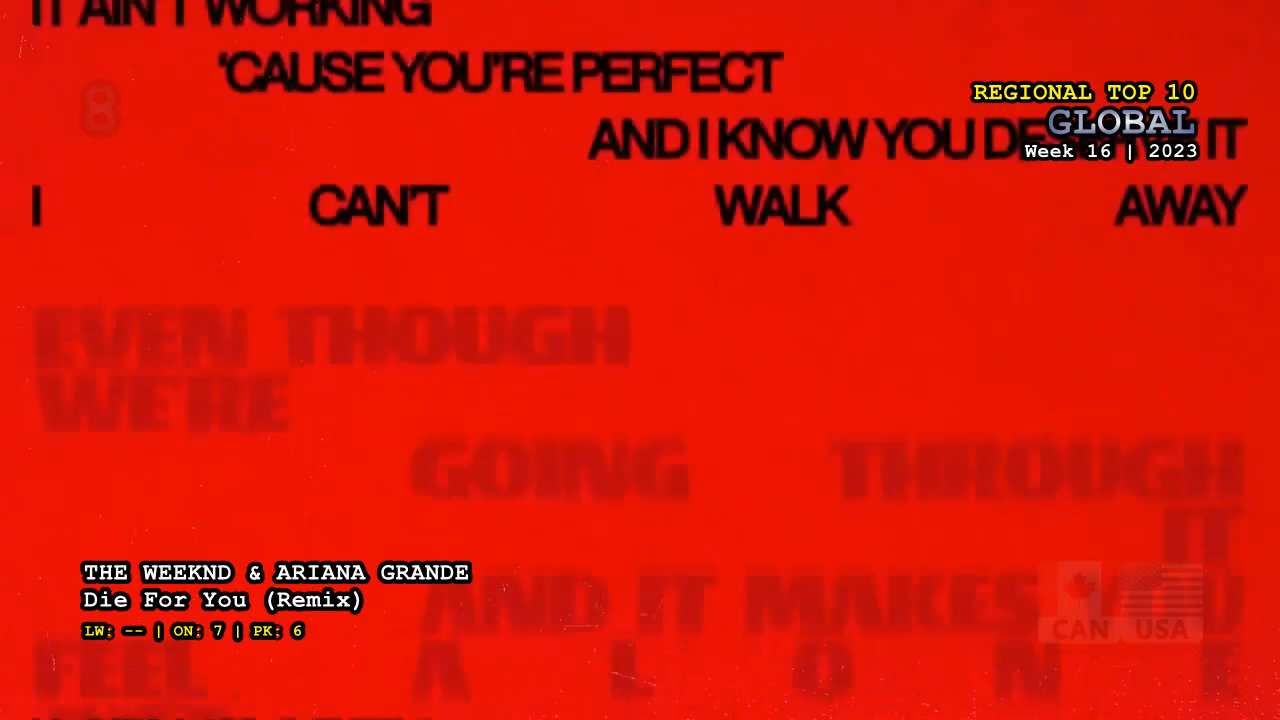 IT AIN'T WORKING
'CAUSE YOU'RE PERFECT
8
REGIONAL TOP 10
GLOBAL
AND I KNOW YOU IT
Week 16 | 2023
I CAN'T WALK AWAY
EVEN THOUGH
WE'RE
GOING THROUGH
IT
THE WEEKND & ARIANA GRANDE
Die For You (Remix)
AND IT MAKES YOU
LW: -- | ON: 7 | PK: 6
CAN USA
FEEL A L O N E